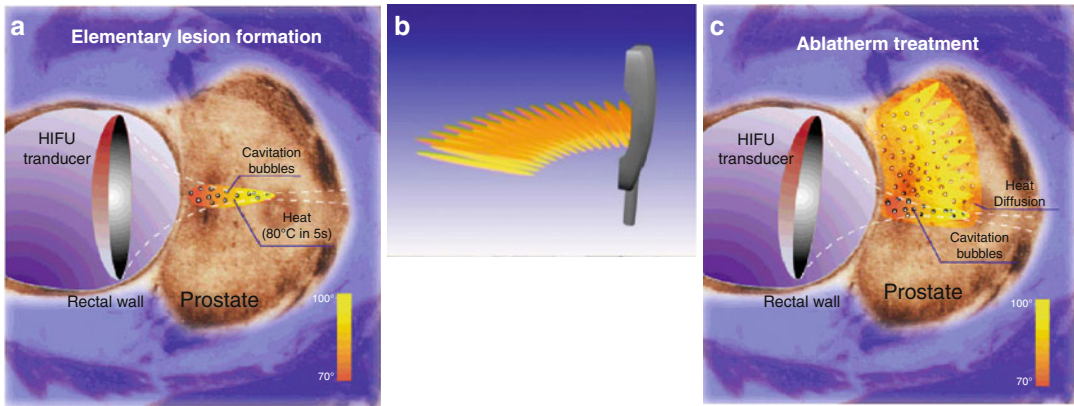 a
Elementary lesion formation
HIFU
tranducer
Cavitation
bubbles
Heat
(80°C in 5s)
Rectal wall
Prostate
100°
70°
b
c
Ablatherm treatment
HIFU
transducer
Heat
Diffusion
Cavitation
bubbles
Rectal wall
Prostate
100°
70°